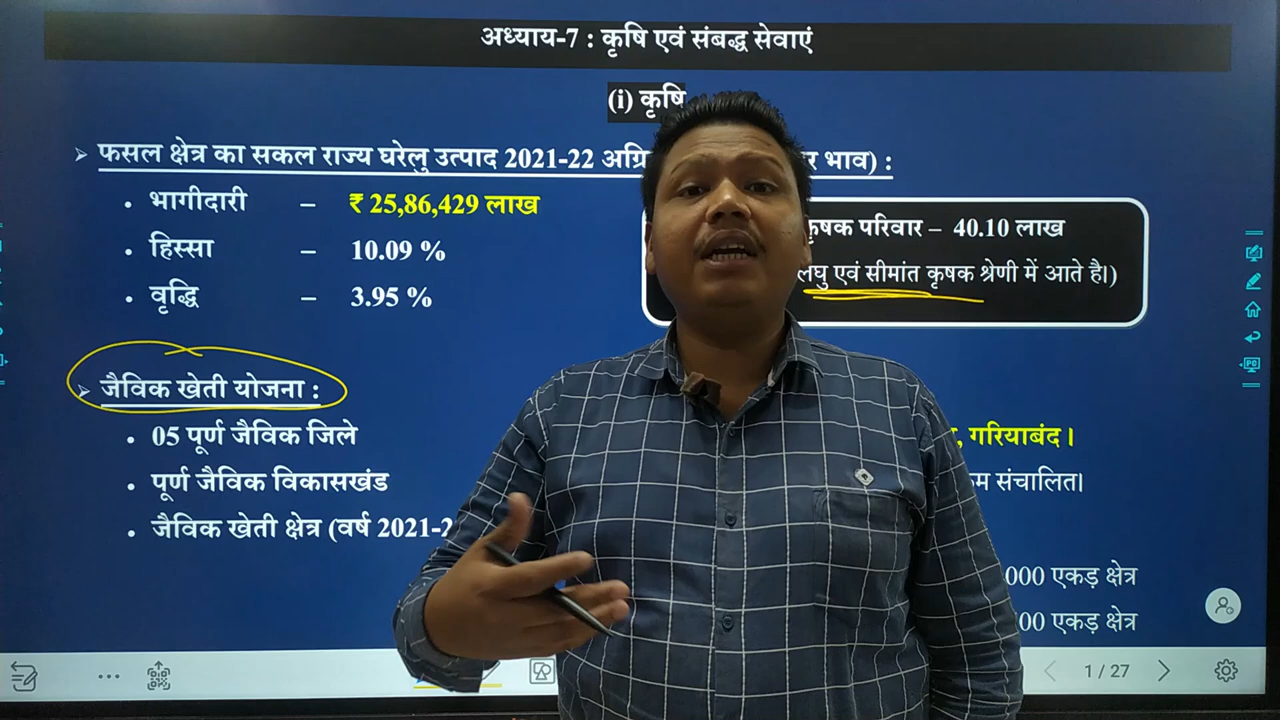 अध्याय-7 : कृषि एवं संबद्ध सेवाएं
(i) कृषि
➢ फसल क्षेत्र का सकल राज्य घरेलु उत्पाद 2021-22 भाव) :
• भागीदारी – ₹ 25,86,429 लाख
• हिस्सा – 10.09 %
• वृद्धि – 3.95 %
कृषक परिवार – 40.10 लाख
लघु एवं सीमांत कृषक श्रेणी में आते है।)
➢ जैविक खेती योजना :
• 05 पूर्ण जैविक जिले , गरियाबंद।
• पूर्ण जैविक विकासखंड संचालित।
• जैविक खेती क्षेत्र (वर्ष 2021-2
000 एकड़ क्षेत्र
00 एकड़ क्षेत्र
1 / 27
PC